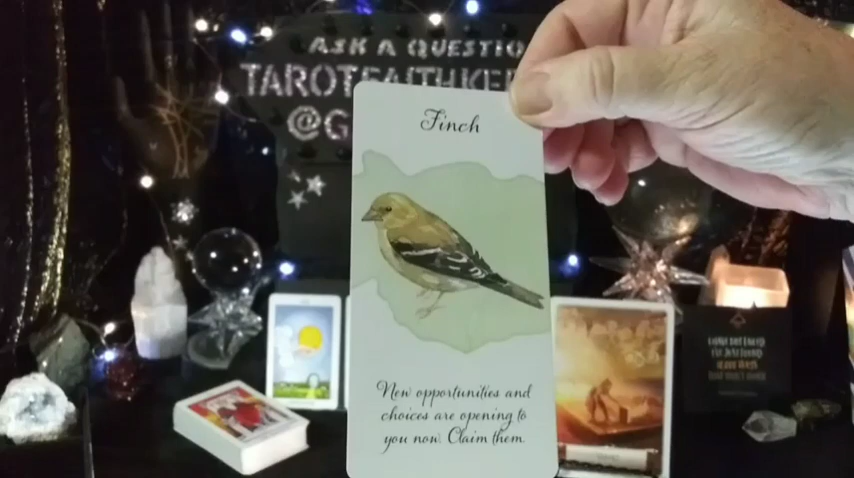 ASK A QUESTIO
TAROTFAITHKE
@G
Finch
New opportunities and
choices are opening to
you now. Claim them.